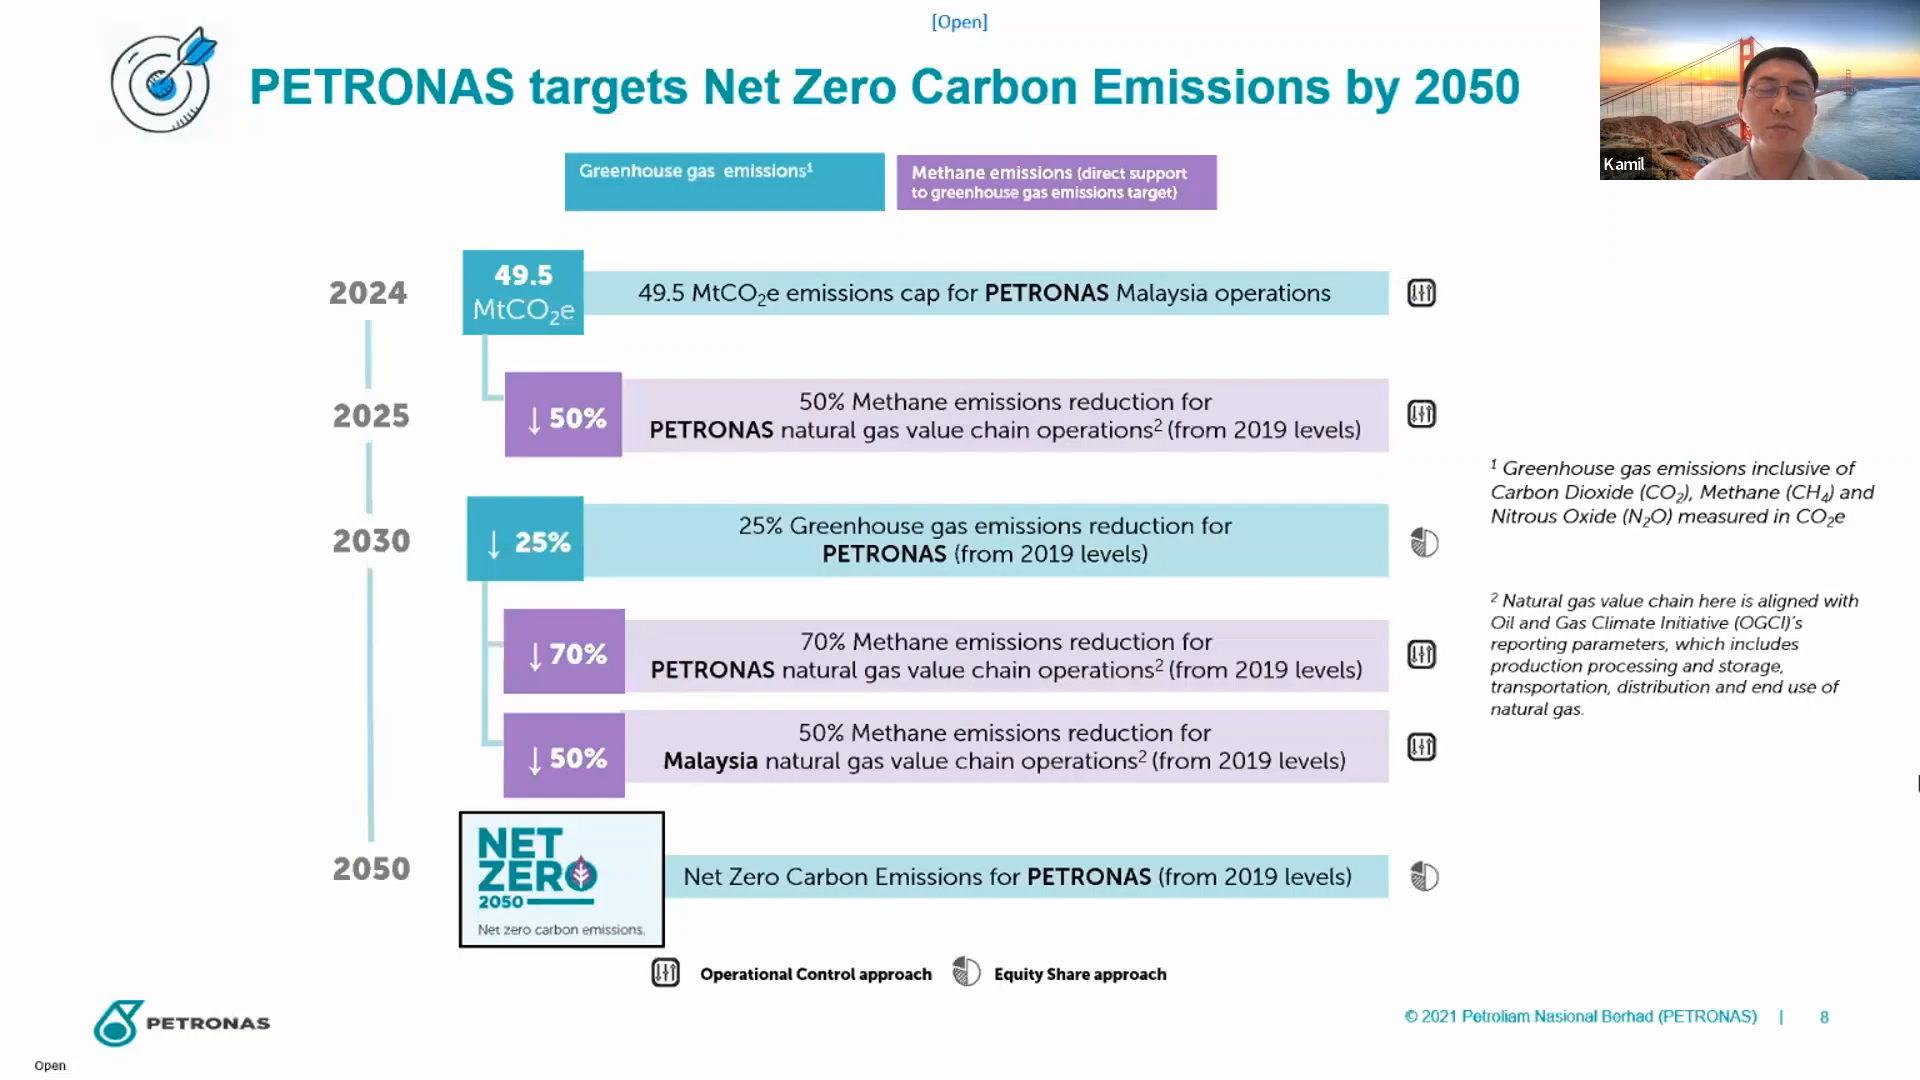 [Open]
PETRONAS targets Net Zero Carbon Emissions by 2050
Kamil
Greenhouse gas emissions¹
Methane emissions (direct support
to greenhouse gas emissions target)
2024
49.5
MtCO₂e
49.5 MtCO₂e emissions cap for PETRONAS Malaysia operations
2025
↓ 50%
50% Methane emissions reduction for
PETRONAS natural gas value chain operations² (from 2019 levels)
2030
↓ 25%
25% Greenhouse gas emissions reduction for
PETRONAS (from 2019 levels)
↓ 70%
70% Methane emissions reduction for
PETRONAS natural gas value chain operations² (from 2019 levels)
↓ 50%
50% Methane emissions reduction for
Malaysia natural gas value chain operations² (from 2019 levels)
2050
NET
ZERO
2050
Net zero carbon emissions.
Net Zero Carbon Emissions for PETRONAS (from 2019 levels)
¹ Greenhouse gas emissions inclusive of
Carbon Dioxide (CO₂), Methane (CH₄) and
Nitrous Oxide (N₂O) measured in CO₂e
² Natural gas value chain here is aligned with
Oil and Gas Climate Initiative (OGCI)'s
reporting parameters, which includes
production processing and storage,
transportation, distribution and end use of
natural gas.
Operational Control approach
Equity Share approach
PETRONAS
© 2021 Petroliam Nasional Berhad (PETRONAS) | 8
Open